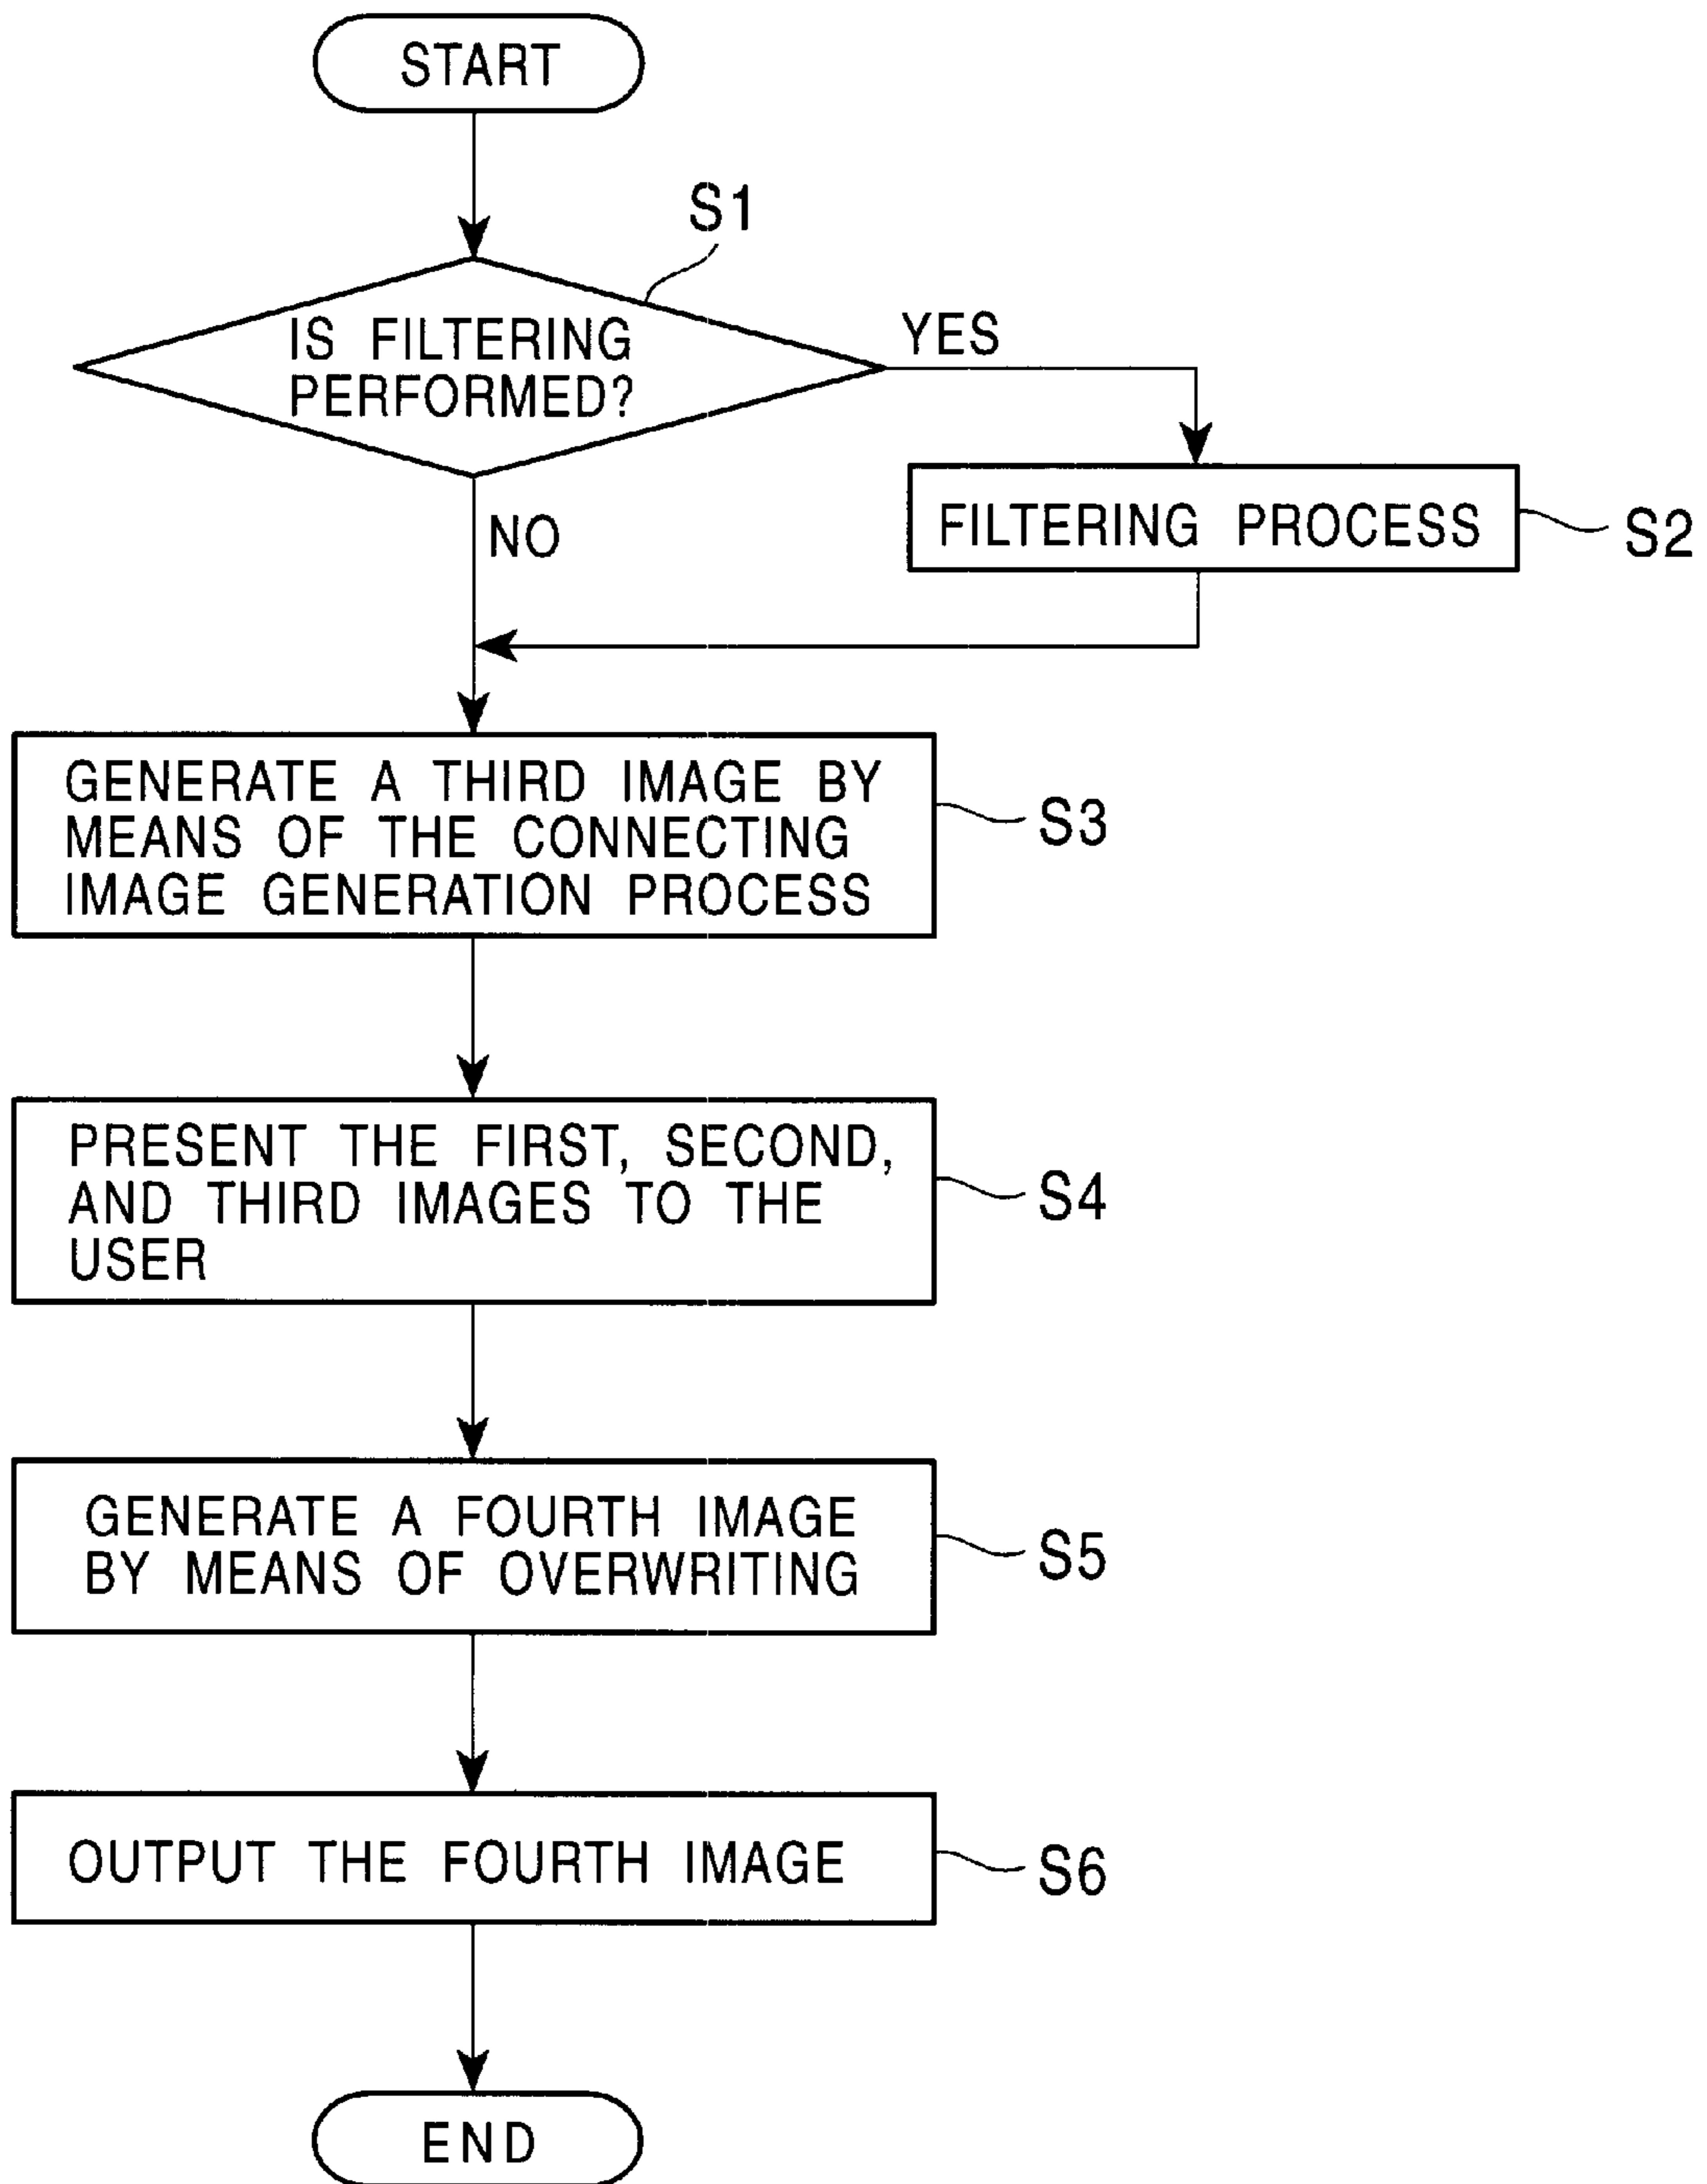 START
S1
IS FILTERING
PERFORMED?
YES
NO
FILTERING PROCESS
S2
GENERATE A THIRD IMAGE BY
MEANS OF THE CONNECTING
IMAGE GENERATION PROCESS
S3
PRESENT THE FIRST, SECOND,
AND THIRD IMAGES TO THE
USER
S4
GENERATE A FOURTH IMAGE
BY MEANS OF OVERWRITING
S5
OUTPUT THE FOURTH IMAGE
S6
END